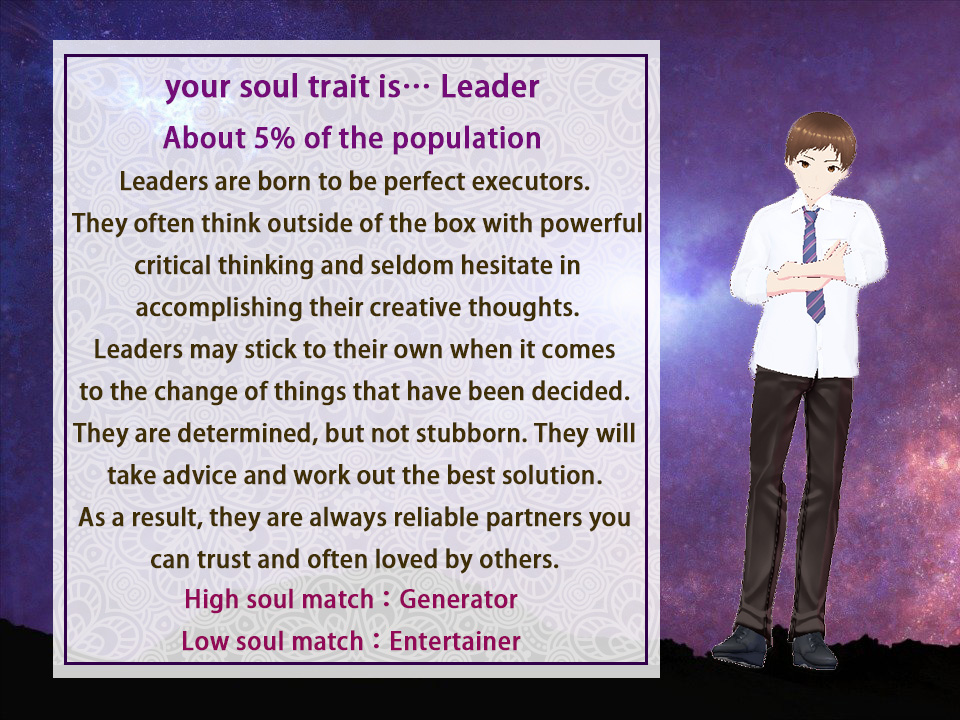 your soul trait is… Leader
About 5% of the population
Leaders are born to be perfect executors.
They often think outside of the box with powerful
critical thinking and seldom hesitate in
accomplishing their creative thoughts.
Leaders may stick to their own when it comes
to the change of things that have been decided.
They are determined, but not stubborn. They will
take advice and work out the best solution.
As a result, they are always reliable partners you
can trust and often loved by others.
High soul match：Generator
Low soul match：Entertainer